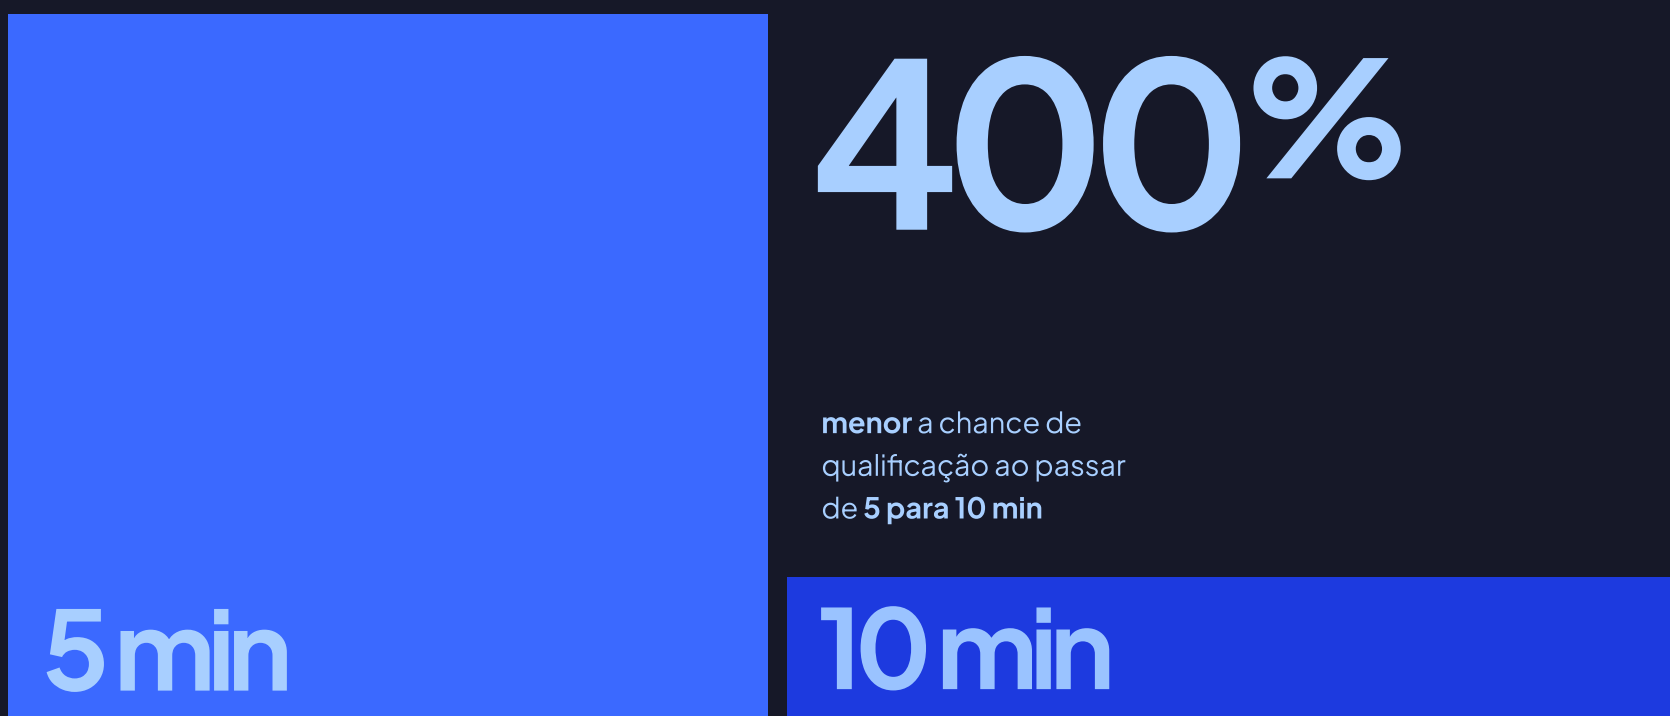 400%
menor a chance de
qualificação ao passar
de 5 para 10 min
5 min
10 min